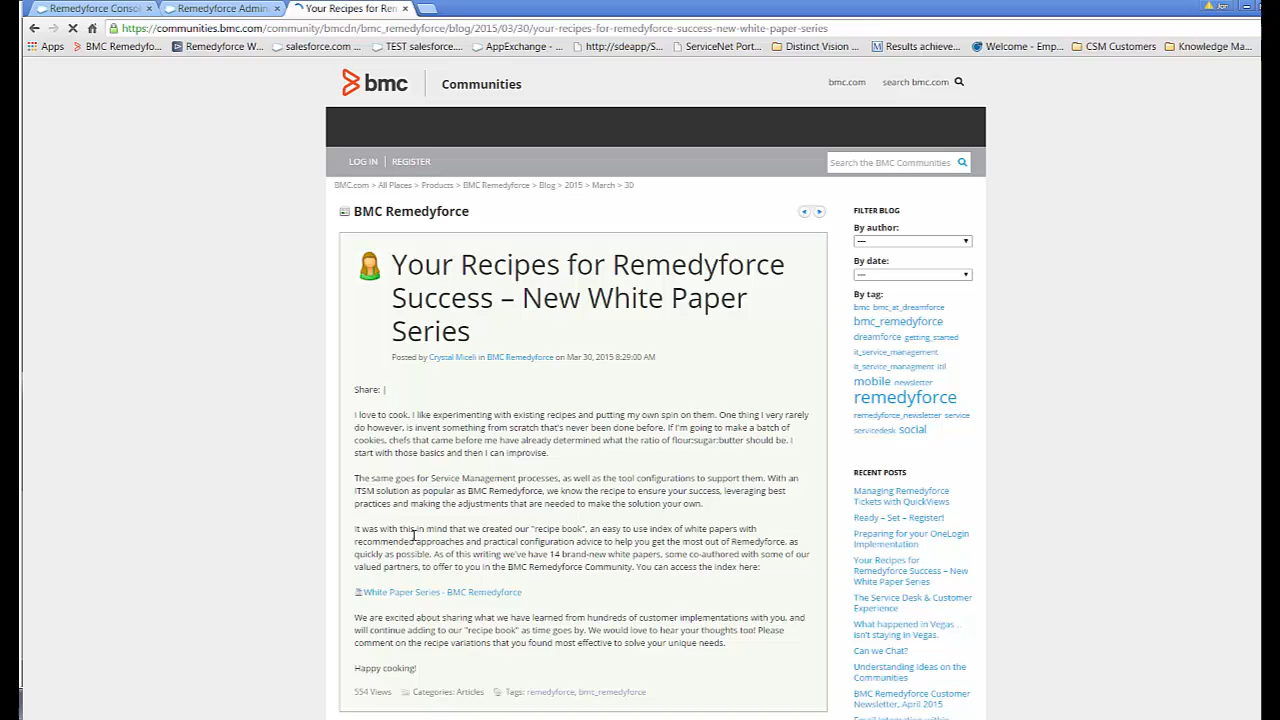 Remedyforce Conso
Remedyforce Admin
Your Recipes for Rem
Jon
https://communities.bmc.com/community/bmcdn/bmc_remedyforce/blog/2015/03/30/your-recipes-for-remedyforce-success-new-white-paper-series
Apps BMC Remedyfo... Remedyforce W... salesforce.com ... TEST salesforce.... AppExchange - ... http://sdeapp/S... ServiceNet Port... Distinct Vision ... Results achieve... Welcome - Emp... CSM Customers Knowledge Ma...
bmc Communities
bmc.com search bmc.com
LOG IN | REGISTER
Search the BMC Communities
BMC.com > All Places > Products > BMC Remedyforce > Blog > 2015 > March > 30
BMC Remedyforce
Your Recipes for Remedyforce
Success – New White Paper
Series
Posted by Crystal Miceli in BMC Remedyforce on Mar 30, 2015 8:29:00 AM
Share: |
I love to cook. I like experimenting with existing recipes and putting my own spin on them. One thing I very rarely
do however, is invent something from scratch that's never been done before. If I'm going to make a batch of
cookies, chefs that came before me have already determined what the ratio of flour:sugar:butter should be. I
start with those basics and then I can improvise.
The same goes for Service Management processes, as well as the tool configurations to support them. With an
ITSM solution as popular as BMC Remedyforce, we know the recipe to ensure your success, leveraging best
practices and making the adjustments that are needed to make the solution your own.
It was with this in mind that we created our "recipe book", an easy to use index of white papers with
recommended approaches and practical configuration advice to help you get the most out of Remedyforce, as
quickly as possible. As of this writing we've have 14 brand-new white papers, some co-authored with some of our
valued partners, to offer to you in the BMC Remedyforce Community. You can access the index here:
White Paper Series - BMC Remedyforce
We are excited about sharing what we have learned from hundreds of customer implementations with you, and
will continue adding to our "recipe book" as time goes by. We would love to hear your thoughts too! Please
comment on the recipe variations that you found most effective to solve your unique needs.
Happy cooking!
554 Views Categories: Articles Tags: remedyforce, bmc_remedyforce
FILTER BLOG
By author:
---
By date:
---
By tag:
bmc bmc_at_dreamforce
bmc_remedyforce
dreamforce getting_started
it_service_management
it_service_managment itil
mobile newsletter
remedyforce
remedyforce_newsletter service
servicedesk social
RECENT POSTS
Managing Remedyforce
Tickets with QuickViews
Ready – Set – Register!
Preparing for your OneLogin
Implementation
Your Recipes for
Remedyforce Success – New
White Paper Series
The Service Desk & Customer
Experience
What happened in Vegas…
isn't staying in Vegas.
Can we Chat?
Understanding Ideas on the
Communities
BMC Remedyforce Customer
Newsletter, April 2015